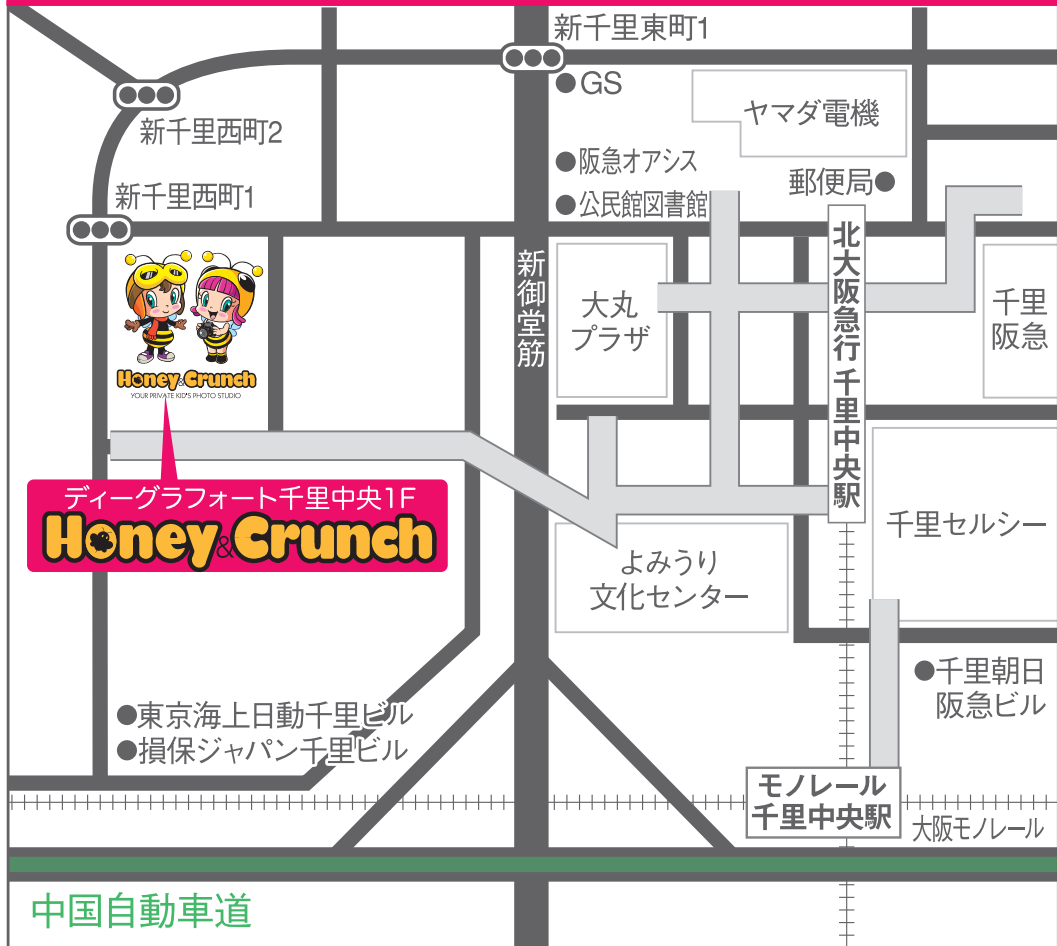 新千里東町1
GS
ヤマダ電機
新千里西町2
阪急オアシス
郵便局
新千里西町1
公民館図書館
北大阪急行 千里中央駅
新御堂筋
大丸
プラザ
千里
阪急
Honey&Crunch
YOUR PRIVATE KID'S PHOTO STUDIO
ディーグラフォート千里中央1F
Honey&Crunch
千里セルシー
よみうり
文化センター
千里朝日
阪急ビル
東京海上日動千里ビル
損保ジャパン千里ビル
モノレール
千里中央駅
大阪モノレール
中国自動車道